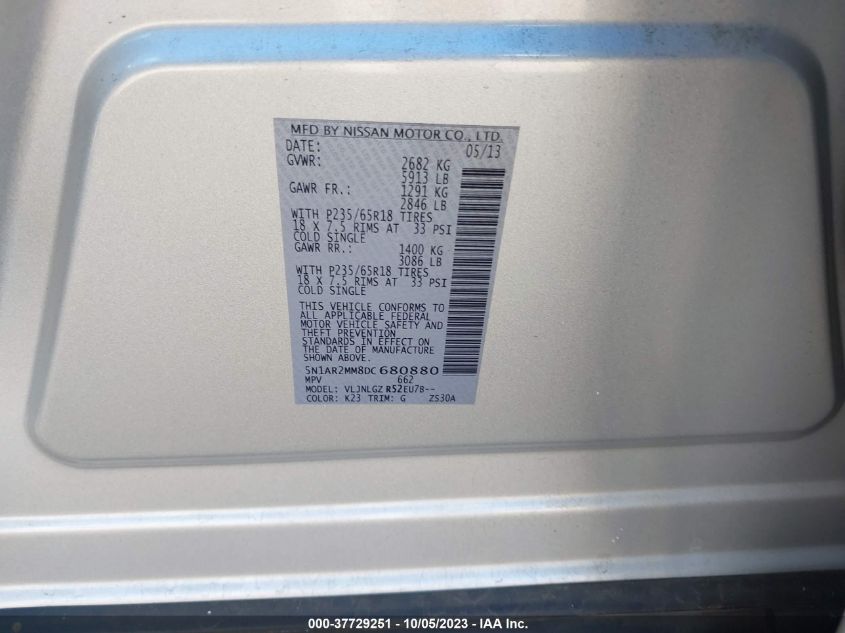 MFD BY NISSAN MOTOR CO., LTD.
DATE: 05/13
GVWR: 2682 KG
5913 LB
GAWR FR.: 1291 KG
2846 LB
WITH P235/65R18 TIRES
18 X 7.5 RIMS AT 33 PSI
COLD SINGLE
GAWR RR.: 1400 KG
3086 LB
WITH P235/65R18 TIRES
18 X 7.5 RIMS AT 33 PSI
COLD SINGLE
THIS VEHICLE CONFORMS TO
ALL APPLICABLE FEDERAL
MOTOR VEHICLE SAFETY AND
THEFT PREVENTION
STANDARDS IN EFFECT ON
THE DATE OF MANUFACTURE
SHOWN ABOVE.
5N1AR2MM8DC680880
MPV 662
MODEL: VLJNLGZ R52EU78--
COLOR: K23 TRIM: G ZS30A
000-37729251 - 10/05/2023 - IAA Inc.